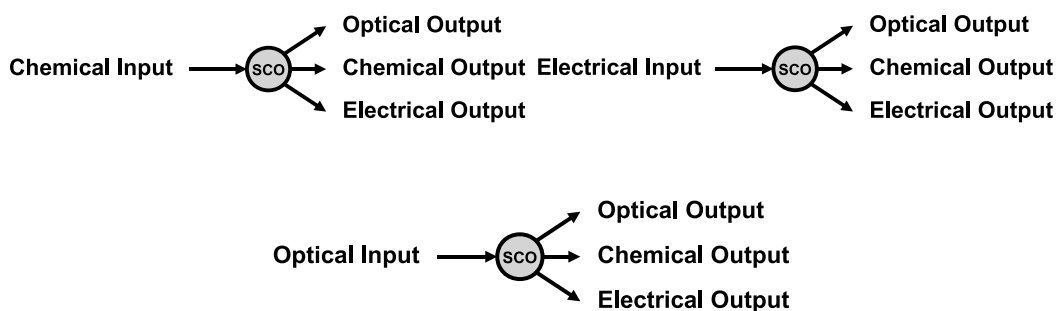 Optical Output
Chemical Input
SCO
Chemical Output
Electrical Output
Optical Output
Electrical Input
SCO
Chemical Output
Electrical Output
Optical Output
Optical Input
SCO
Chemical Output
Electrical Output